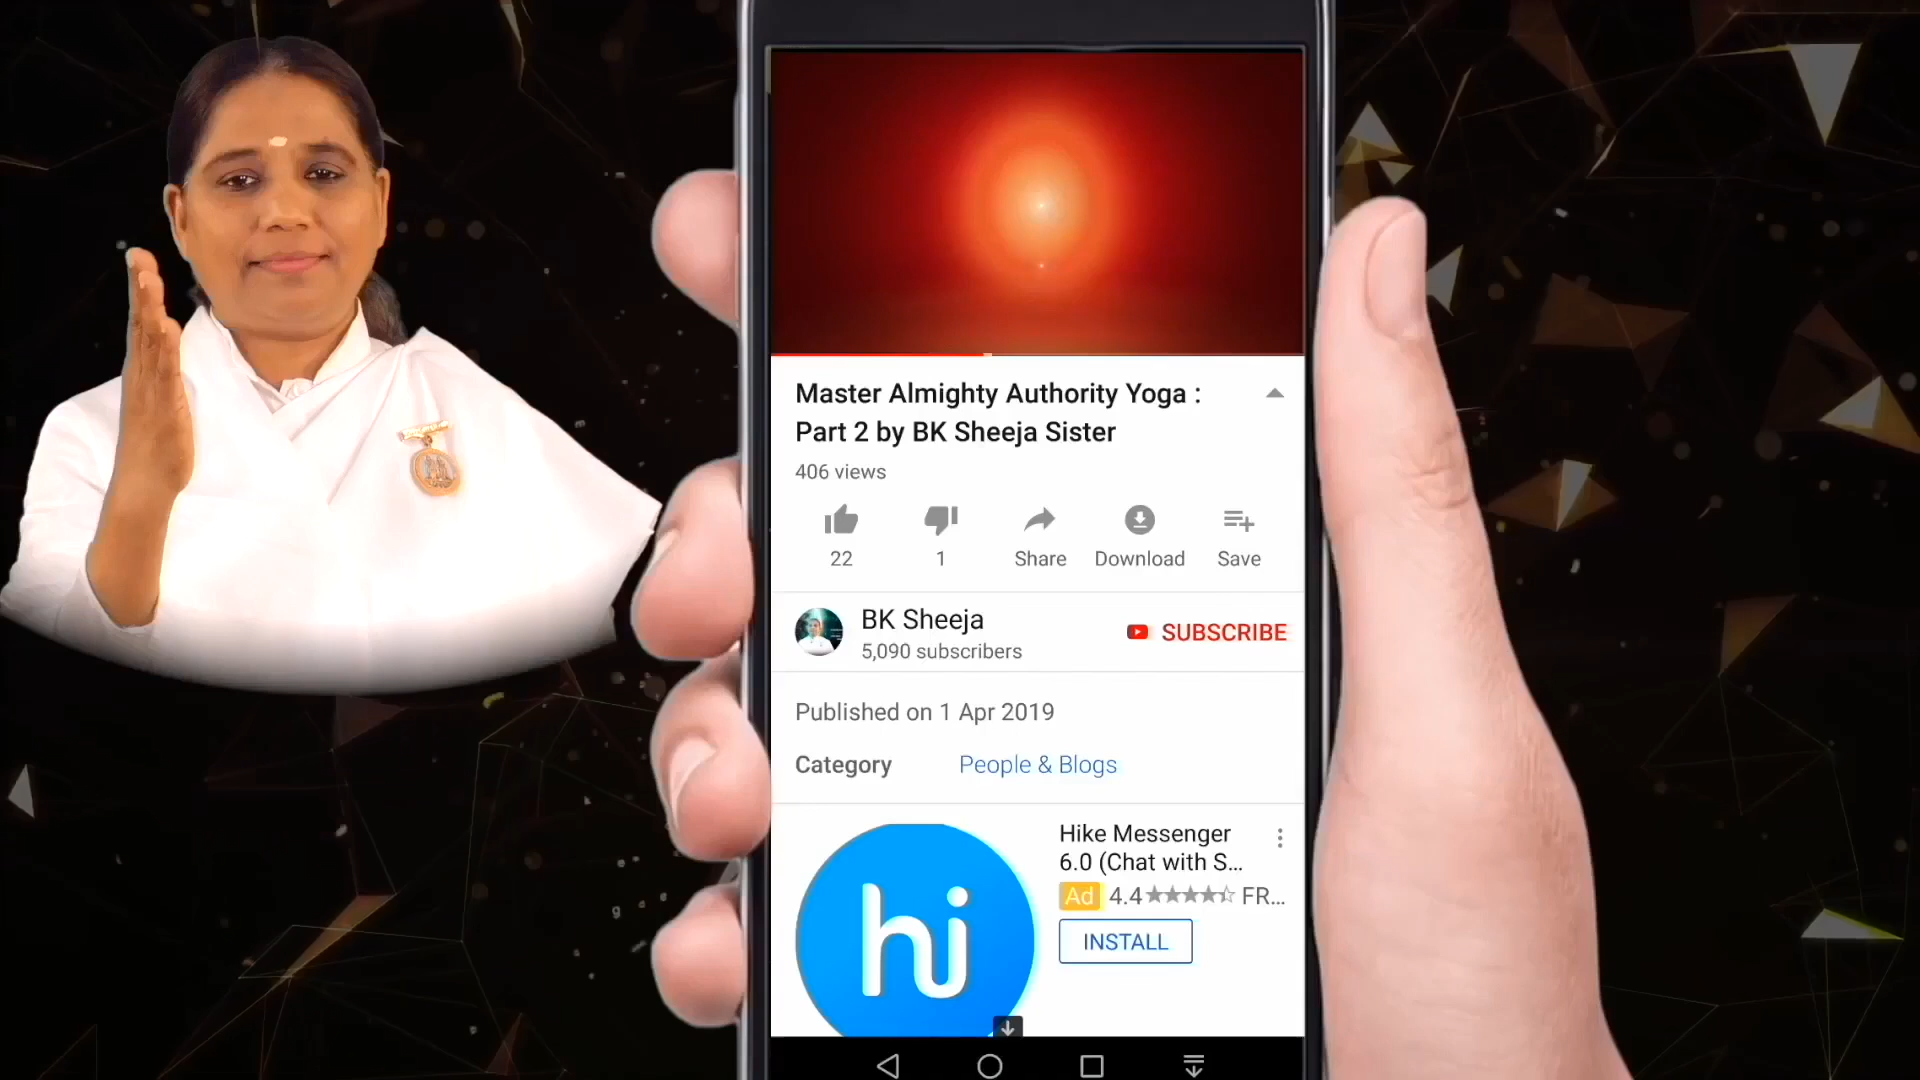 Master Almighty Authority Yoga :
Part 2 by BK Sheeja Sister
406 views
22
1
Share
Download
Save
BK Sheeja
5,090 subscribers
SUBSCRIBE
Published on 1 Apr 2019
Category
People & Blogs
hi
Hike Messenger
6.0 (Chat with S...
Ad 4.4 FR...
INSTALL